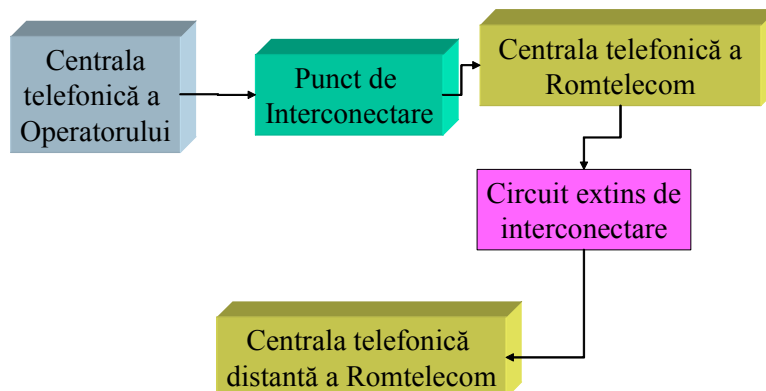 Centrala
telefonică a
Operatorului
Punct de
Interconectare
Centrala telefonică a
Romtelecom
Circuit extins de
interconectare
Centrala telefonică
distantă a Romtelecom